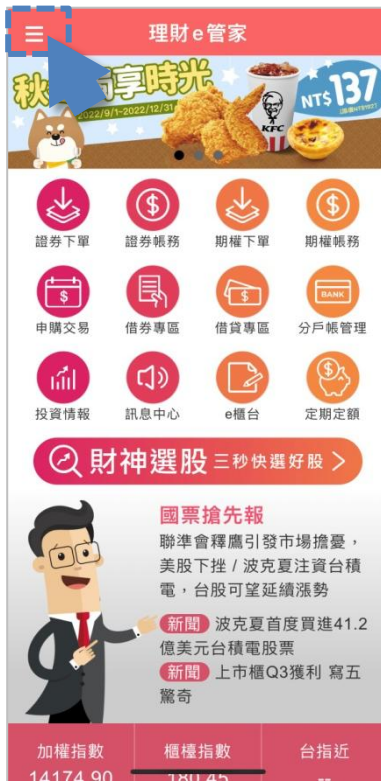 理財e管家
秋
享時光
2022/9/1-2022/12/31
KFC
NT$137
證券下單
證券帳務
期權下單
期權帳務
$
BANK
申購交易
借券專區
借貸專區
分戶帳管理
投資情報
訊息中心
e櫃台
定期定額
財神選股 三秒快選好股
國票搶先報
聯準會釋鷹引發市場擔憂，
美股下挫 / 波克夏注資台積
電，台股可望延續漲勢
新聞 波克夏首度買進41.2
億美元台積電股票
新聞 上市櫃Q3獲利 寫五
驚奇
加權指數
櫃檯指數
台指近
14174.90
180.45